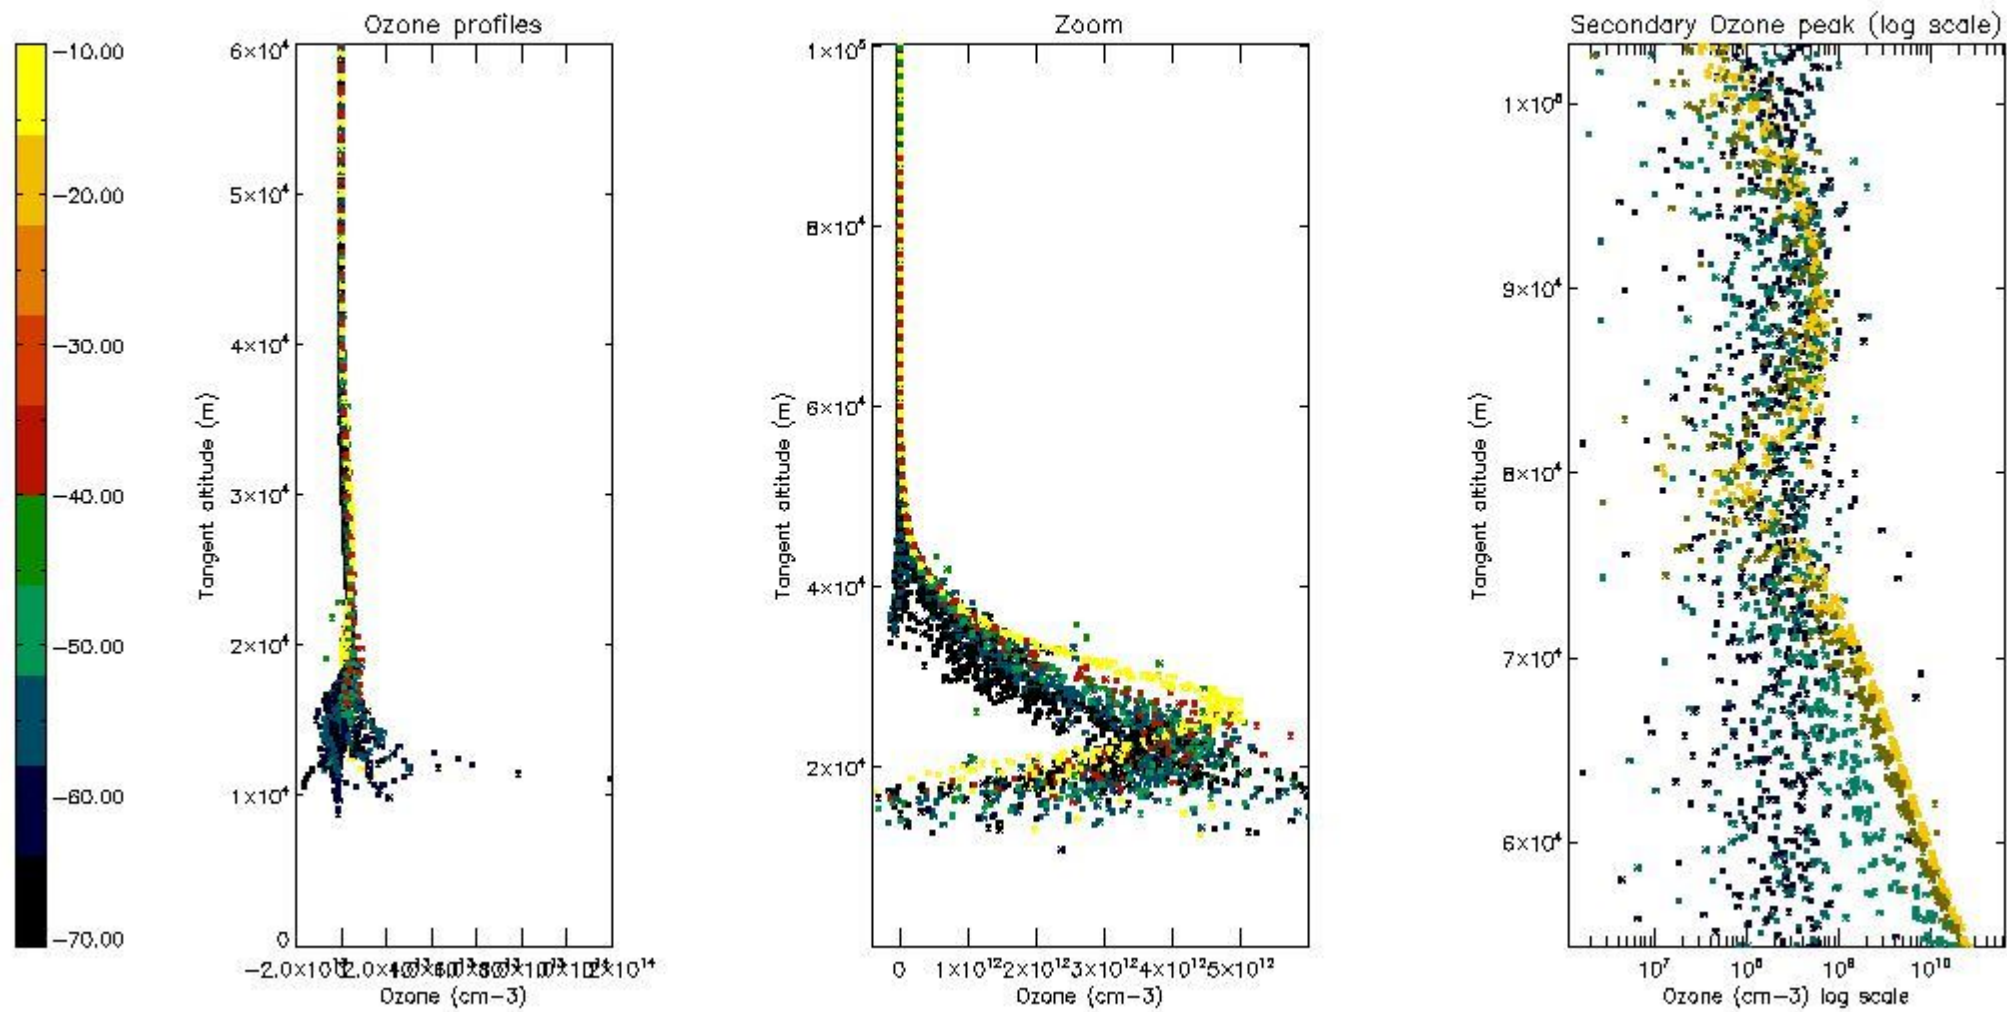 Ozone profiles
Zoom
Secondary Ozone peak (log scale)
−10.00
−20.00
−30.00
−40.00
−50.00
−60.00
−70.00
6×10⁴
5×10⁴
4×10⁴
3×10⁴
2×10⁴
1×10⁴
0
Tangent altitude (m)
Ozone (cm−3)
1×10⁵
8×10⁴
6×10⁴
4×10⁴
2×10⁴
Tangent altitude (m)
0 1×10¹² 2×10¹² 3×10¹² 4×10¹² 5×10¹²
Ozone (cm−3)
9×10⁴
8×10⁴
7×10⁴
6×10⁴
Tangent altitude (m)
10⁷ 10⁸ 10⁹ 10¹⁰
Ozone (cm−3) log scale